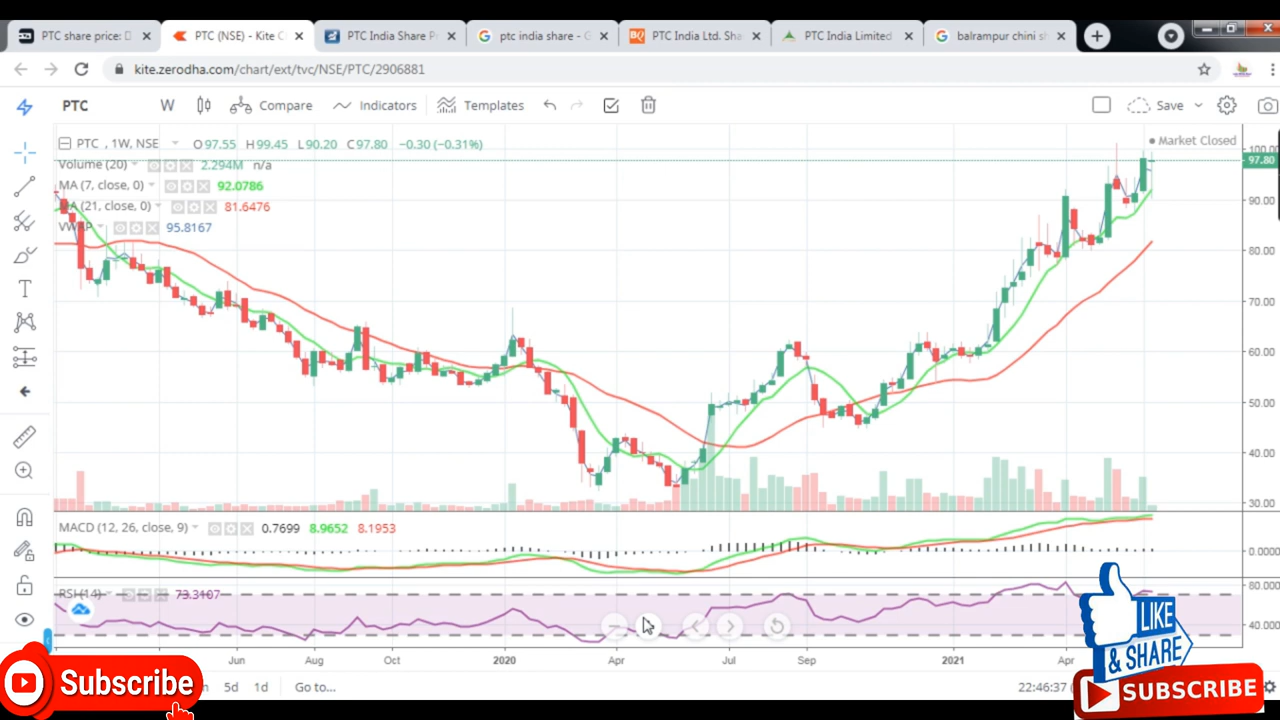 PTC share price: D
PTC (NSE) - Kite C
PTC India Share Pr
ptc india share - G
BQ PTC India Ltd. Sha
PTC India Limited
balrampur chini sh
kite.zerodha.com/chart/ext/tvc/NSE/PTC/2906881
PTC W Compare Indicators Templates Save
PTC , 1W, NSE O97.55 H99.45 L90.20 C97.80 −0.30 (−0.31%)
Market Closed
Volume (20) 2.294M n/a
MA (7, close, 0) 92.0786
MA (21, close, 0) 81.6476
VWAP 95.8167
100.00
97.80
90.00
80.00
70.00
60.00
50.00
40.00
30.00
MACD (12, 26, close, 9) 0.7699 8.9652 8.1953
0.0000
RSI (14) 73.3107
80.0000
40.0000
Jun Aug Oct 2020 Apr Jul Sep 2021 Apr
5d 1d Go to... 22:46:37
Subscribe
LIKE
& SHARE
SUBSCRIBE